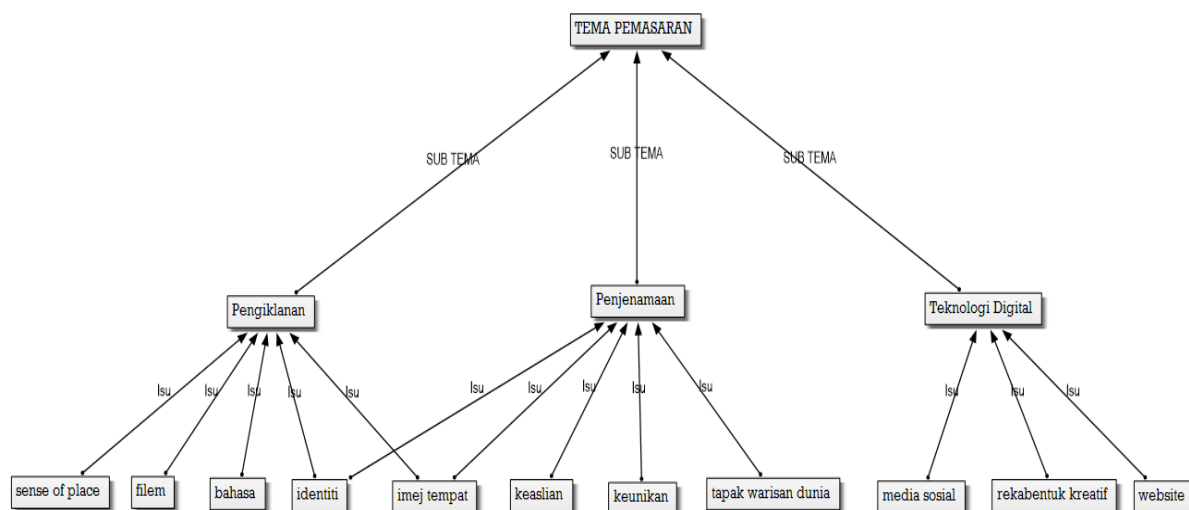 TEMA PEMASARAN
SUB TEMA
SUB TEMA
SUB TEMA
Pengiklanan
Penjenamaan
Teknologi Digital
Isu
Isu
Isu
Isu
Isu
Isu
Isu
Isu
Isu
Isu
Isu
Isu
Isu
sense of place
filem
bahasa
identiti
imej tempat
keaslian
keunikan
tapak warisan dunia
media sosial
rekabentuk kreatif
website